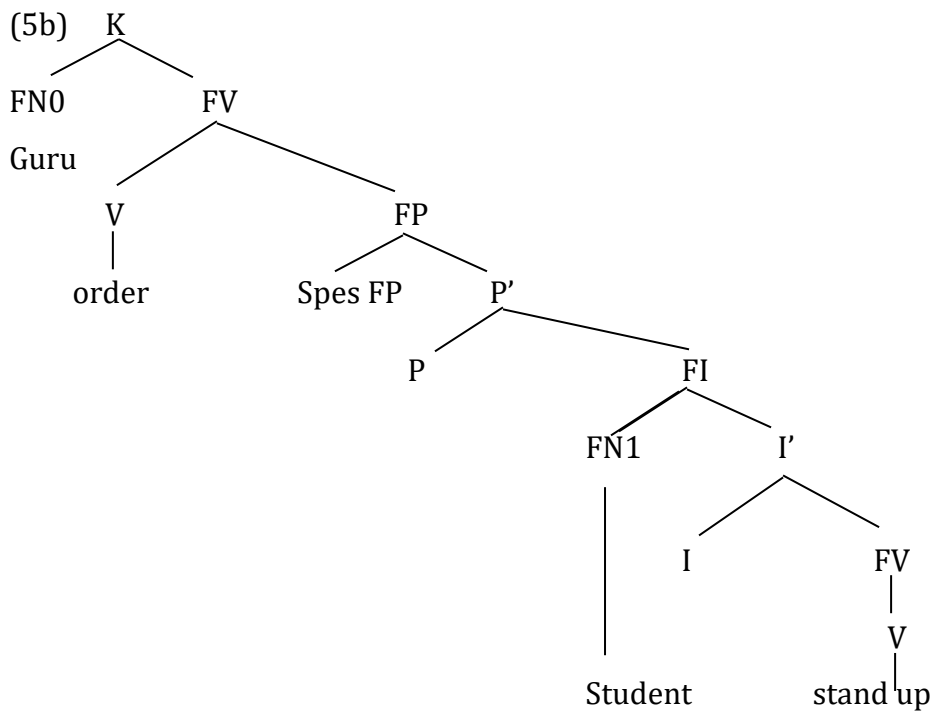 (5b) K
FN0 FV
Guru
V FP
order Spes FP P’
P FI
FN1 I’
I FV
V
Student stand up